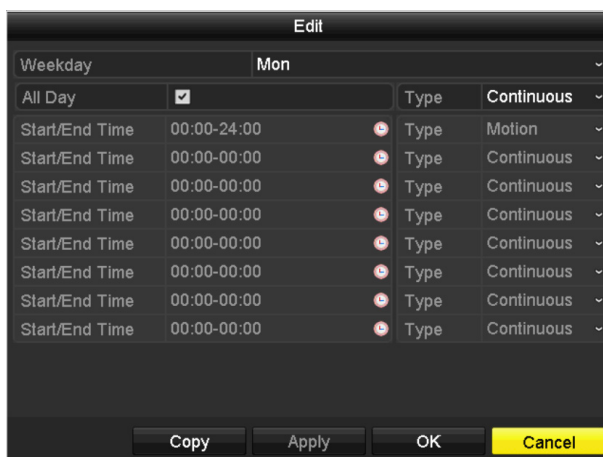 Edit
Weekday Mon
All Day Type Continuous
Start/End Time 00:00-24:00 Type Motion
Start/End Time 00:00-00:00 Type Continuous
Start/End Time 00:00-00:00 Type Continuous
Start/End Time 00:00-00:00 Type Continuous
Start/End Time 00:00-00:00 Type Continuous
Start/End Time 00:00-00:00 Type Continuous
Start/End Time 00:00-00:00 Type Continuous
Start/End Time 00:00-00:00 Type Continuous
Copy Apply OK Cancel